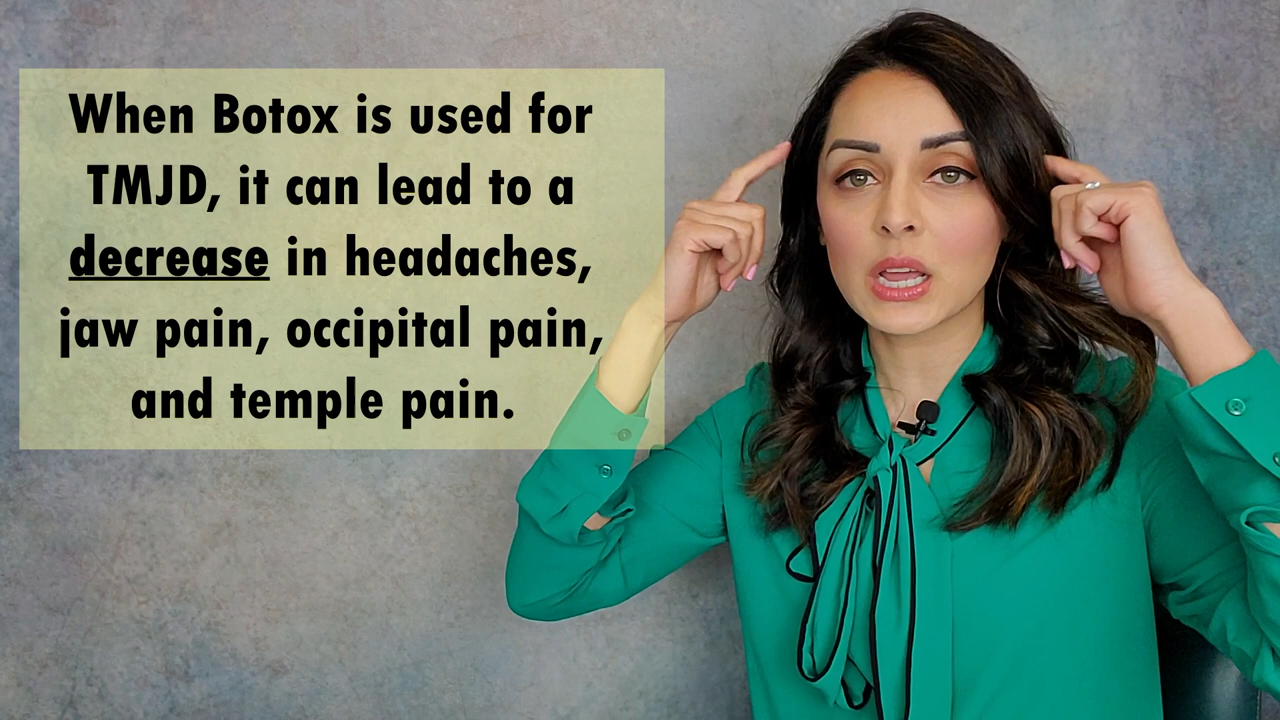 When Botox is used for
TMJD, it can lead to a
decrease in headaches,
jaw pain, occipital pain,
and temple pain.